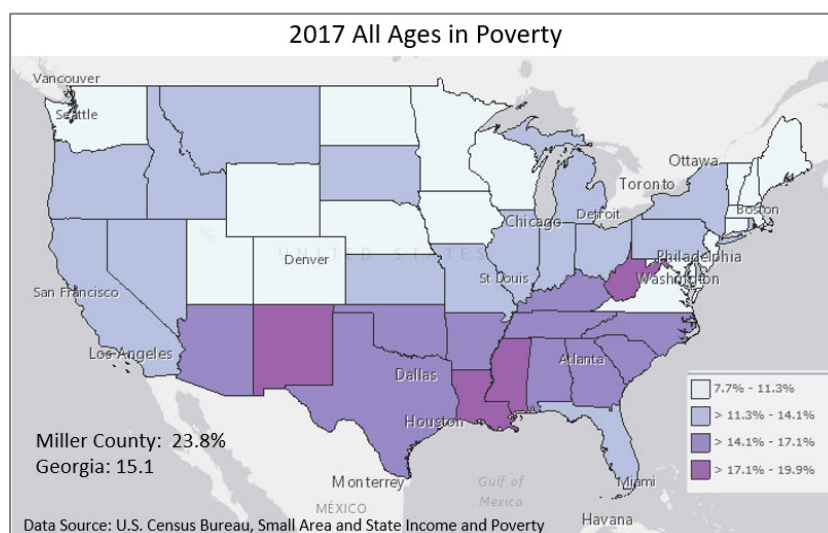 2017 All Ages in Poverty
Vancouver
Seattle
Ottawa
Toronto
Boston
Chicago
Detroit
UNITED STATES
Denver
Philadelphia
St Louis
Washington
San Francisco
Los Angeles
Atlanta
Dallas
7.7% - 11.3%
> 11.3% - 14.1%
> 14.1% - 17.1%
> 17.1% - 19.9%
Houston
Miller County: 23.8%
Georgia: 15.1
Monterrey
Gulf of
Mexico
Miami
MÉXICO
Havana
Data Source: U.S. Census Bureau, Small Area and State Income and Poverty